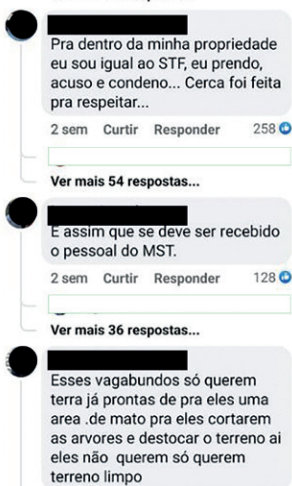 Pra dentro da minha propriedade
eu sou igual ao STF, eu prendo,
acuso e condeno... Cerca foi feita
pra respeitar...
2 sem Curtir Responder 258
Ver mais 54 respostas...
E assim que se deve ser recebido
o pessoal do MST.
2 sem Curtir Responder 128
Ver mais 36 respostas...
Esses vagabundos só querem
terra já prontas de pra eles uma
area .de mato pra eles cortarem
as arvores e destocar o terreno ai
eles não querem só querem
terreno limpo